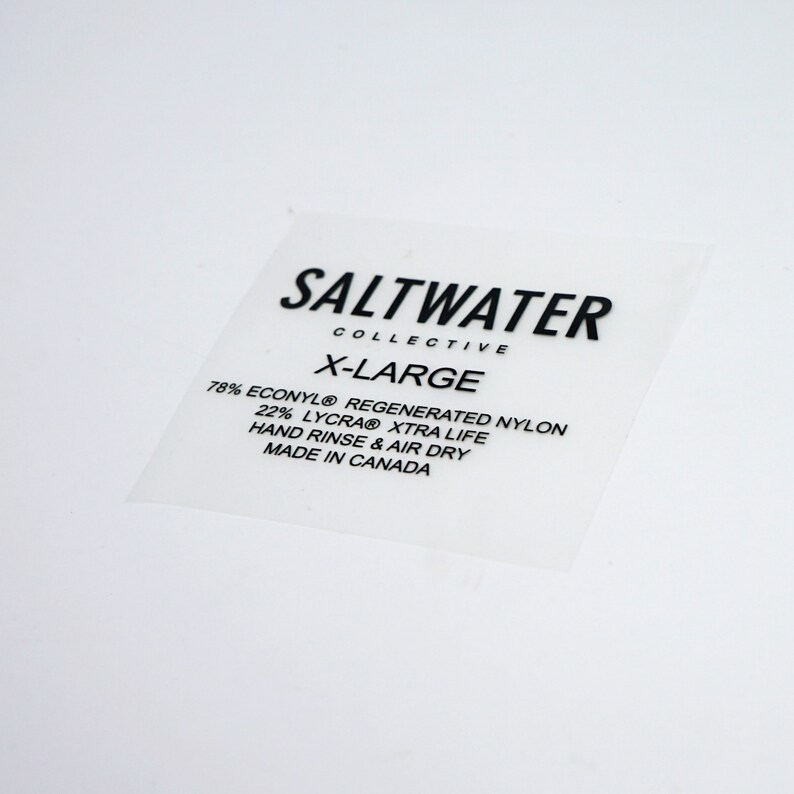 SALTWATER
COLLECTIVE
X-LARGE
78% ECONYL® REGENERATED NYLON
22% LYCRA® XTRA LIFE
HAND RINSE & AIR DRY
MADE IN CANADA